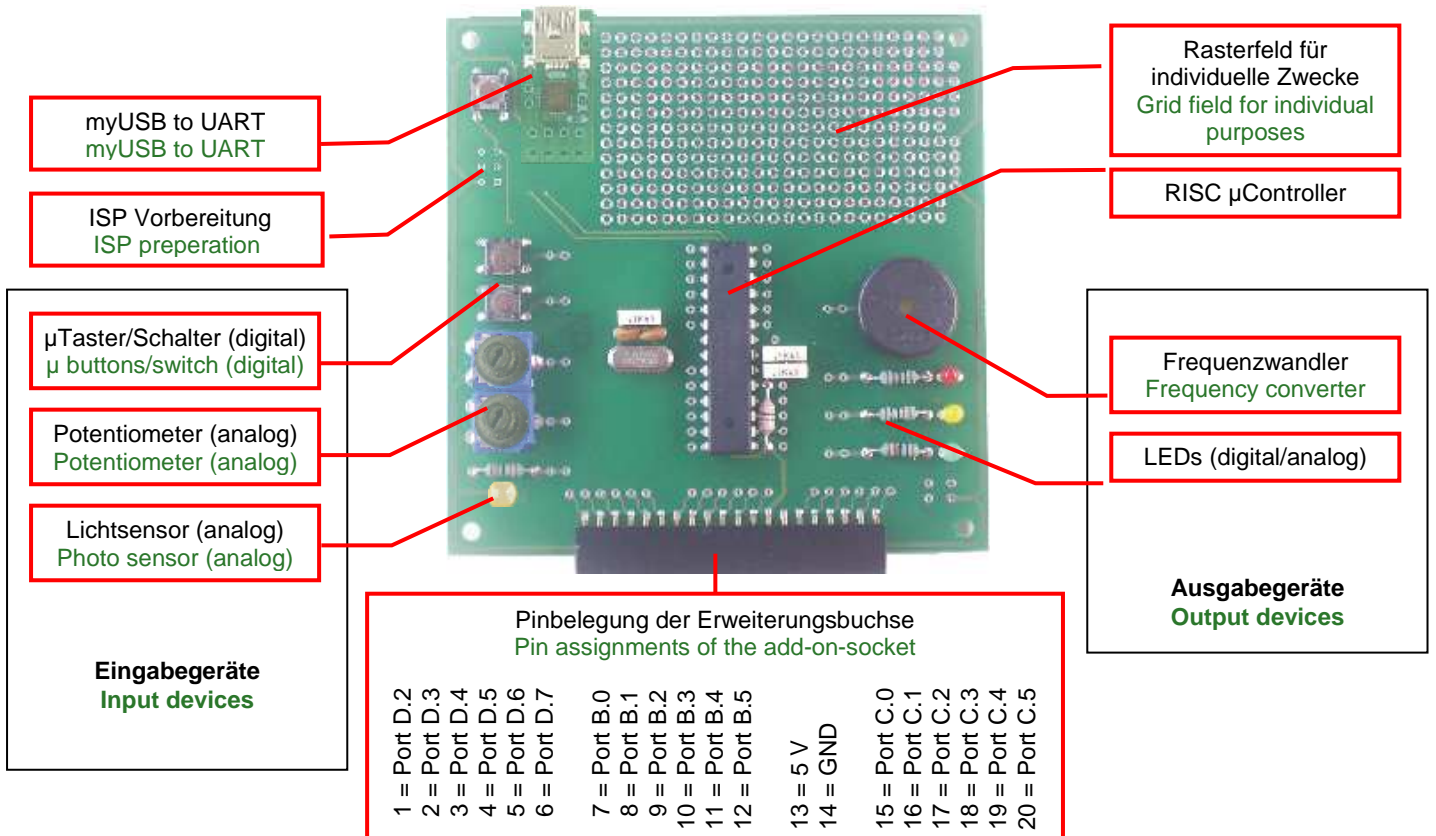 myUSB to UART
myUSB to UART
ISP Vorbereitung
ISP preperation
µTaster/Schalter (digital)
µ buttons/switch (digital)
Potentiometer (analog)
Potentiometer (analog)
Lichtsensor (analog)
Photo sensor (analog)
Eingabegeräte
Input devices
Rasterfeld für
individuelle Zwecke
Grid field for individual
purposes
RISC µController
Frequenzwandler
Frequency converter
LEDs (digital/analog)
Ausgabegeräte
Output devices
Pinbelegung der Erweiterungsbuchse
Pin assignments of the add-on-socket
1 = Port D.2
2 = Port D.3
3 = Port D.4
4 = Port D.5
5 = Port D.6
6 = Port D.7
7 = Port B.0
8 = Port B.1
9 = Port B.2
10 = Port B.3
11 = Port B.4
12 = Port B.5
13 = 5 V
14 = GND
15 = Port C.0
16 = Port C.1
17 = Port C.2
18 = Port C.3
19 = Port C.4
20 = Port C.5